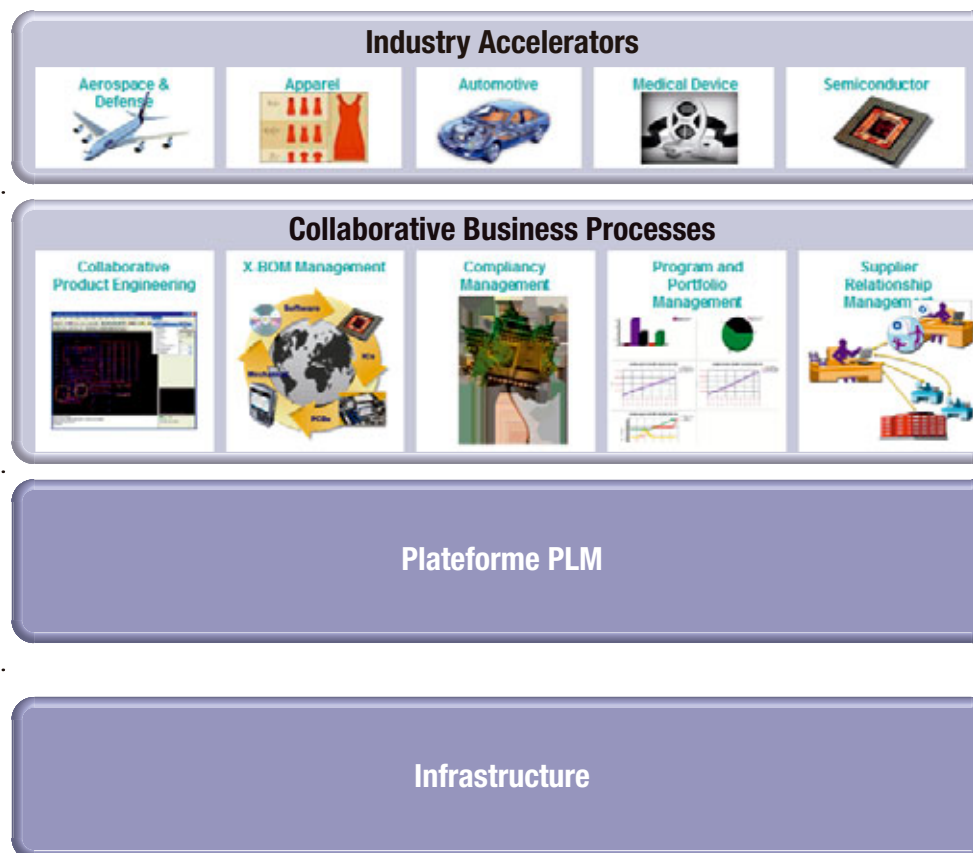 Industry Accelerators
Aerospace &
Defense
Apparel
Automotive
Medical Device
Semiconductor
Collaborative Business Processes
Collaborative
Product Engineering
X-BOM Management
Software
ICs
PCBs
Compliancy
Management
Program and
Portfolio
Management
Supplier
Relationship
Plateforme PLM
Infrastructure